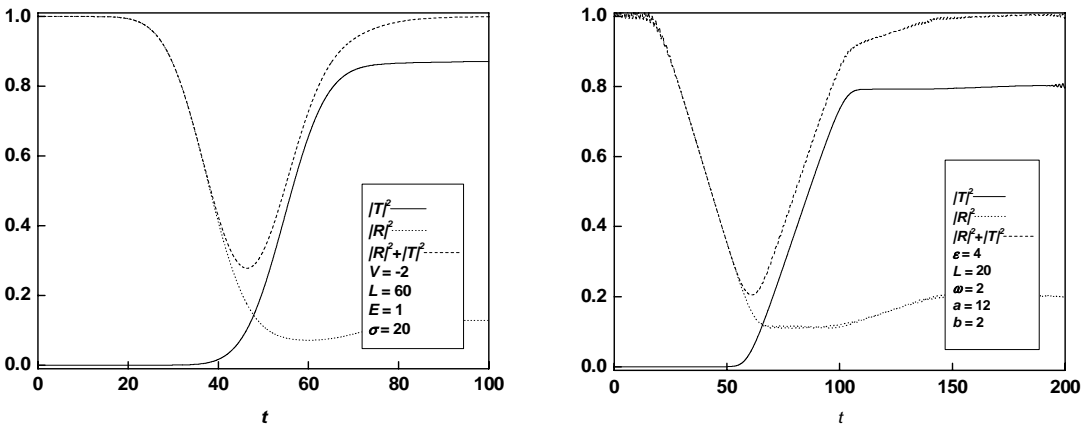 1.0
0.8
0.6
0.4
0.2
0.0
0 20 40 60 80 100
t
|T|²
|R|²
|R|²+|T|²
V = -2
L = 60
E = 1
σ = 20
1.0
0.8
0.6
0.4
0.2
0.0
0 50 100 150 200
t
|T|²
|R|²
|R|²+|T|²
ε = 4
L = 20
ω = 2
a = 12
b = 2